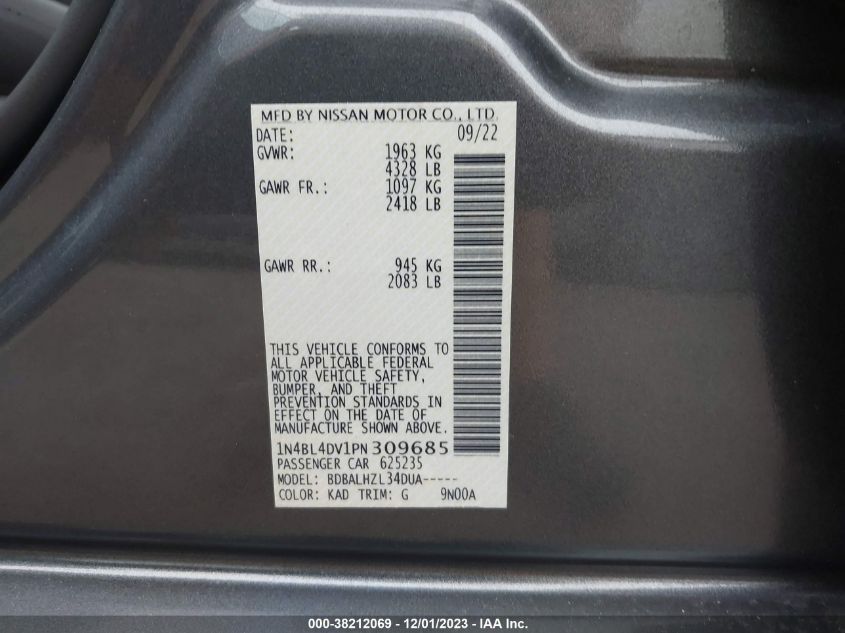 MFD BY NISSAN MOTOR CO., LTD.
DATE: 09/22
GVWR: 1963 KG
4328 LB
GAWR FR.: 1097 KG
2418 LB
GAWR RR.: 945 KG
2083 LB
THIS VEHICLE CONFORMS TO
ALL APPLICABLE FEDERAL
MOTOR VEHICLE SAFETY,
BUMPER, AND THEFT
PREVENTION STANDARDS IN
EFFECT ON THE DATE OF
MANUFACTURE SHOWN ABOVE.
1N4BL4DV1PN309685
PASSENGER CAR 625235
MODEL: BDBALHZL34DUA-----
COLOR: KAD TRIM: G 9N00A
000-38212069 - 12/01/2023 - IAA Inc.